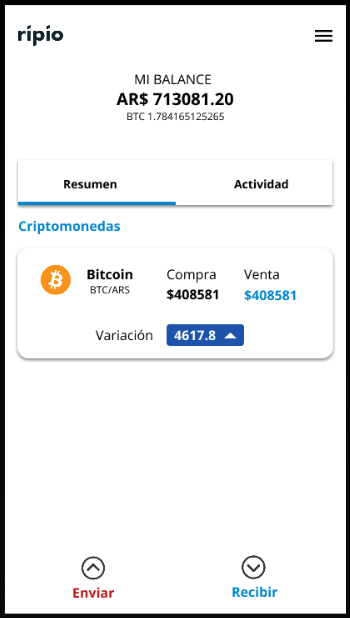 ripio
MI BALANCE
AR$ 713081.20
BTC 1.784165125265
Resumen Actividad
Criptomonedas
Bitcoin Compra Venta
BTC/ARS $408581 $408581
Variación 4617.8
Enviar Recibir